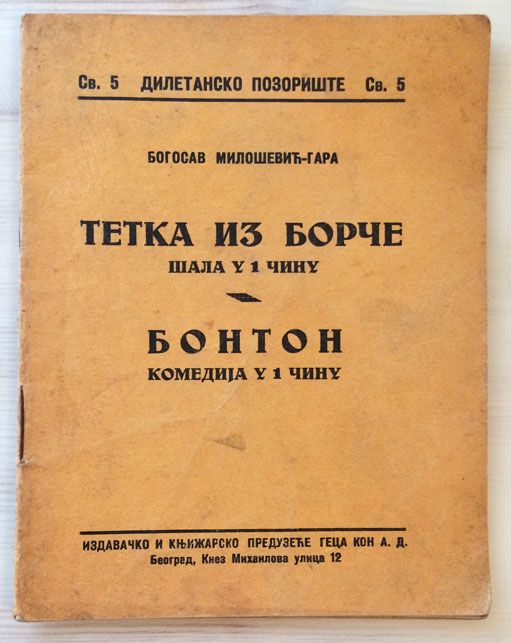 Св. 5 ДИЛЕТАНСКО ПОЗОРИШТЕ Св. 5
БОГОСАВ МИЛОШЕВИЋ-ГАРА
ТЕТКА ИЗ БОРЧЕ
ШАЛА У 1 ЧИНУ
БОНТОН
КОМЕДИЈА У 1 ЧИНУ
ИЗДАВАЧКО И КЊИЖАРСКО ПРЕДУЗЕЋЕ ГЕЦА КОН А. Д.
Београд, Кнез Михаилова улица 12